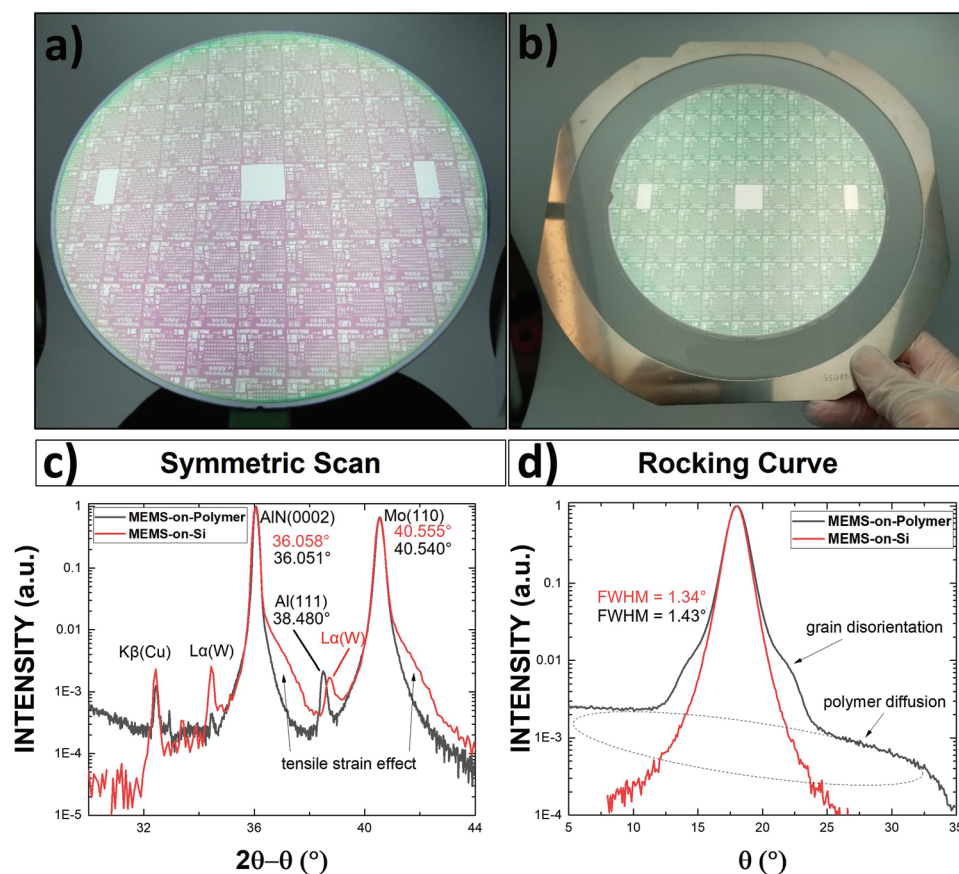 a)
b)
SSURT
c)
Symmetric Scan
INTENSITY (a.u.)
1
0.1
0.01
1E-3
1E-4
1E-5
MEMS-on-Polymer
MEMS-on-Si
AlN(0002)
36.058°
36.051°
Mo(110)
40.555°
40.540°
Al(111)
38.480°
Lα(W)
Kβ(Cu)
Lα(W)
tensile strain effect
32 36 40 44
2θ–θ (°)
d)
Rocking Curve
INTENSITY (a.u.)
1
0.1
0.01
1E-3
1E-4
MEMS-on-Polymer
MEMS-on-Si
FWHM = 1.34°
FWHM = 1.43°
grain disorientation
polymer diffusion
5 10 15 20 25 30 35
θ (°)